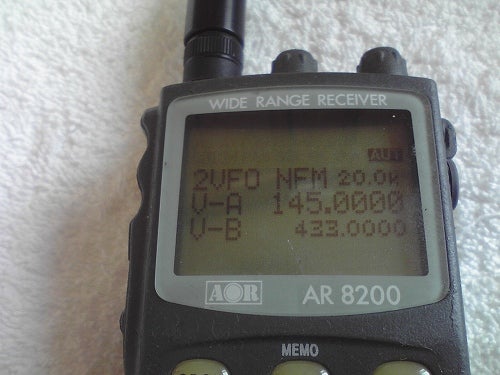 WIDE RANGE RECEIVER
AUT
2VFO NFM 20.0k
V-A 145.0000
V-B 433.0000
AOR AR 8200
MEMO